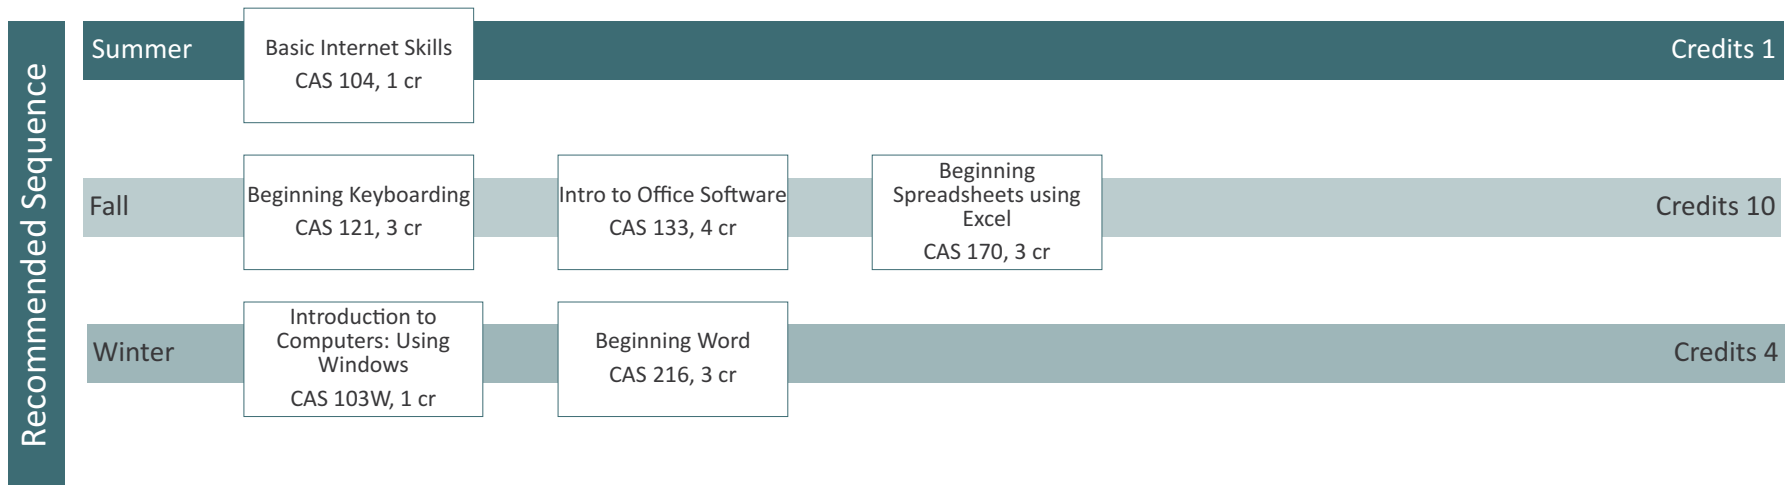 Recommended Sequence
Summer
Basic Internet Skills
CAS 104, 1 cr
Credits 1
Fall
Beginning Keyboarding
CAS 121, 3 cr
Intro to Office Software
CAS 133, 4 cr
Beginning
Spreadsheets using
Excel
CAS 170, 3 cr
Credits 10
Winter
Introduction to
Computers: Using
Windows
CAS 103W, 1 cr
Beginning Word
CAS 216, 3 cr
Credits 4